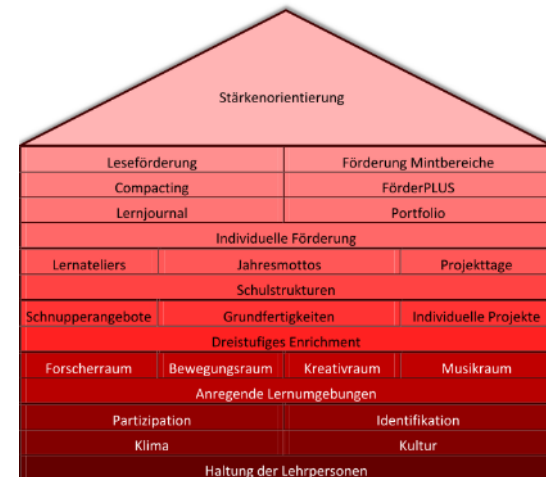 Stärkenorientierung
Leseförderung Förderung Mintbereiche
Compacting FörderPLUS
Lernjournal Portfolio
Individuelle Förderung
Lernateliers Jahresmottos Projekttage
Schulstrukturen
Schnupperangebote Grundfertigkeiten Individuelle Projekte
Dreistufiges Enrichment
Forscherraum Bewegungsraum Kreativraum Musikraum
Anregende Lernumgebungen
Partizipation Identifikation
Klima Kultur
Haltung der Lehrpersonen